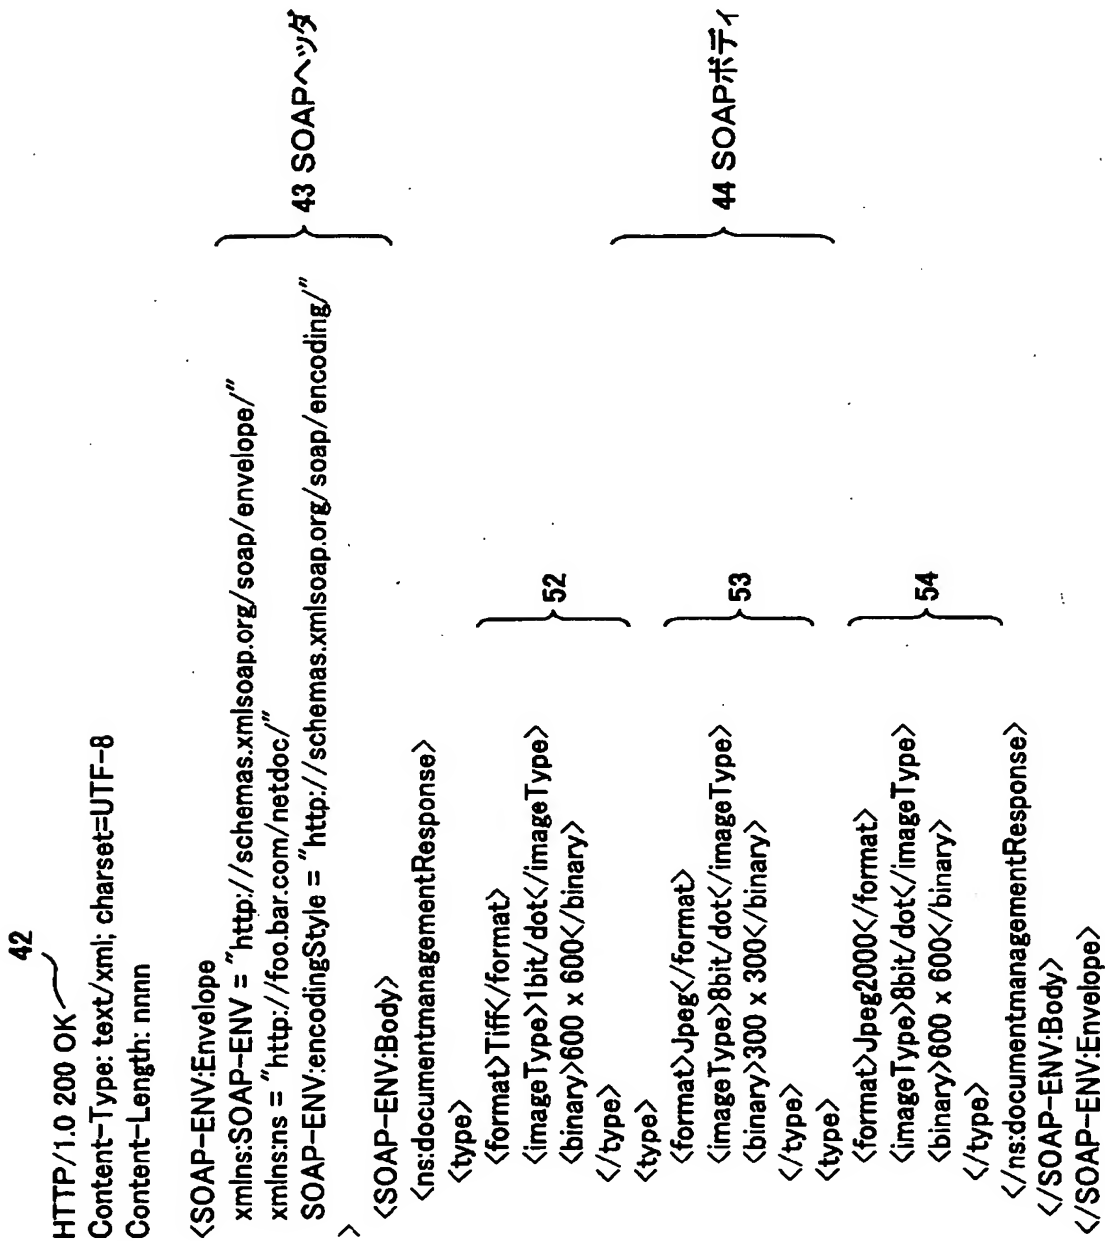 42
HTTP/1.0 200 OK
Content-Type: text/xml; charset=UTF-8
Content-Length: nnnn
<SOAP-ENV:Envelope
xmlns:SOAP-ENV = "http://schemas.xmlsoap.org/soap/envelope/"
xmlns:ns = "http://foo.bar.com/netdoc/"
SOAP-ENV:encodingStyle = "http://schemas.xmlsoap.org/soap/encoding/"
>
43 SOAPヘッダ
<SOAP-ENV:Body>
<ns:documentmanagementResponse>
<type>
<format>Tiff</format>
<imageType>1bit/dot</imageType>
<binary>600 x 600</binary>
</type>
52
<type>
<format>Jpeg</format>
<imageType>8bit/dot</imageType>
<binary>300 x 300</binary>
</type>
53
44 SOAPボディ
<type>
<format>Jpeg2000</format>
<imageType>8bit/dot</imageType>
<binary>600 x 600</binary>
</type>
54
</ns:documentmanagementResponse>
</SOAP-ENV:Body>
</SOAP-ENV:Envelope>